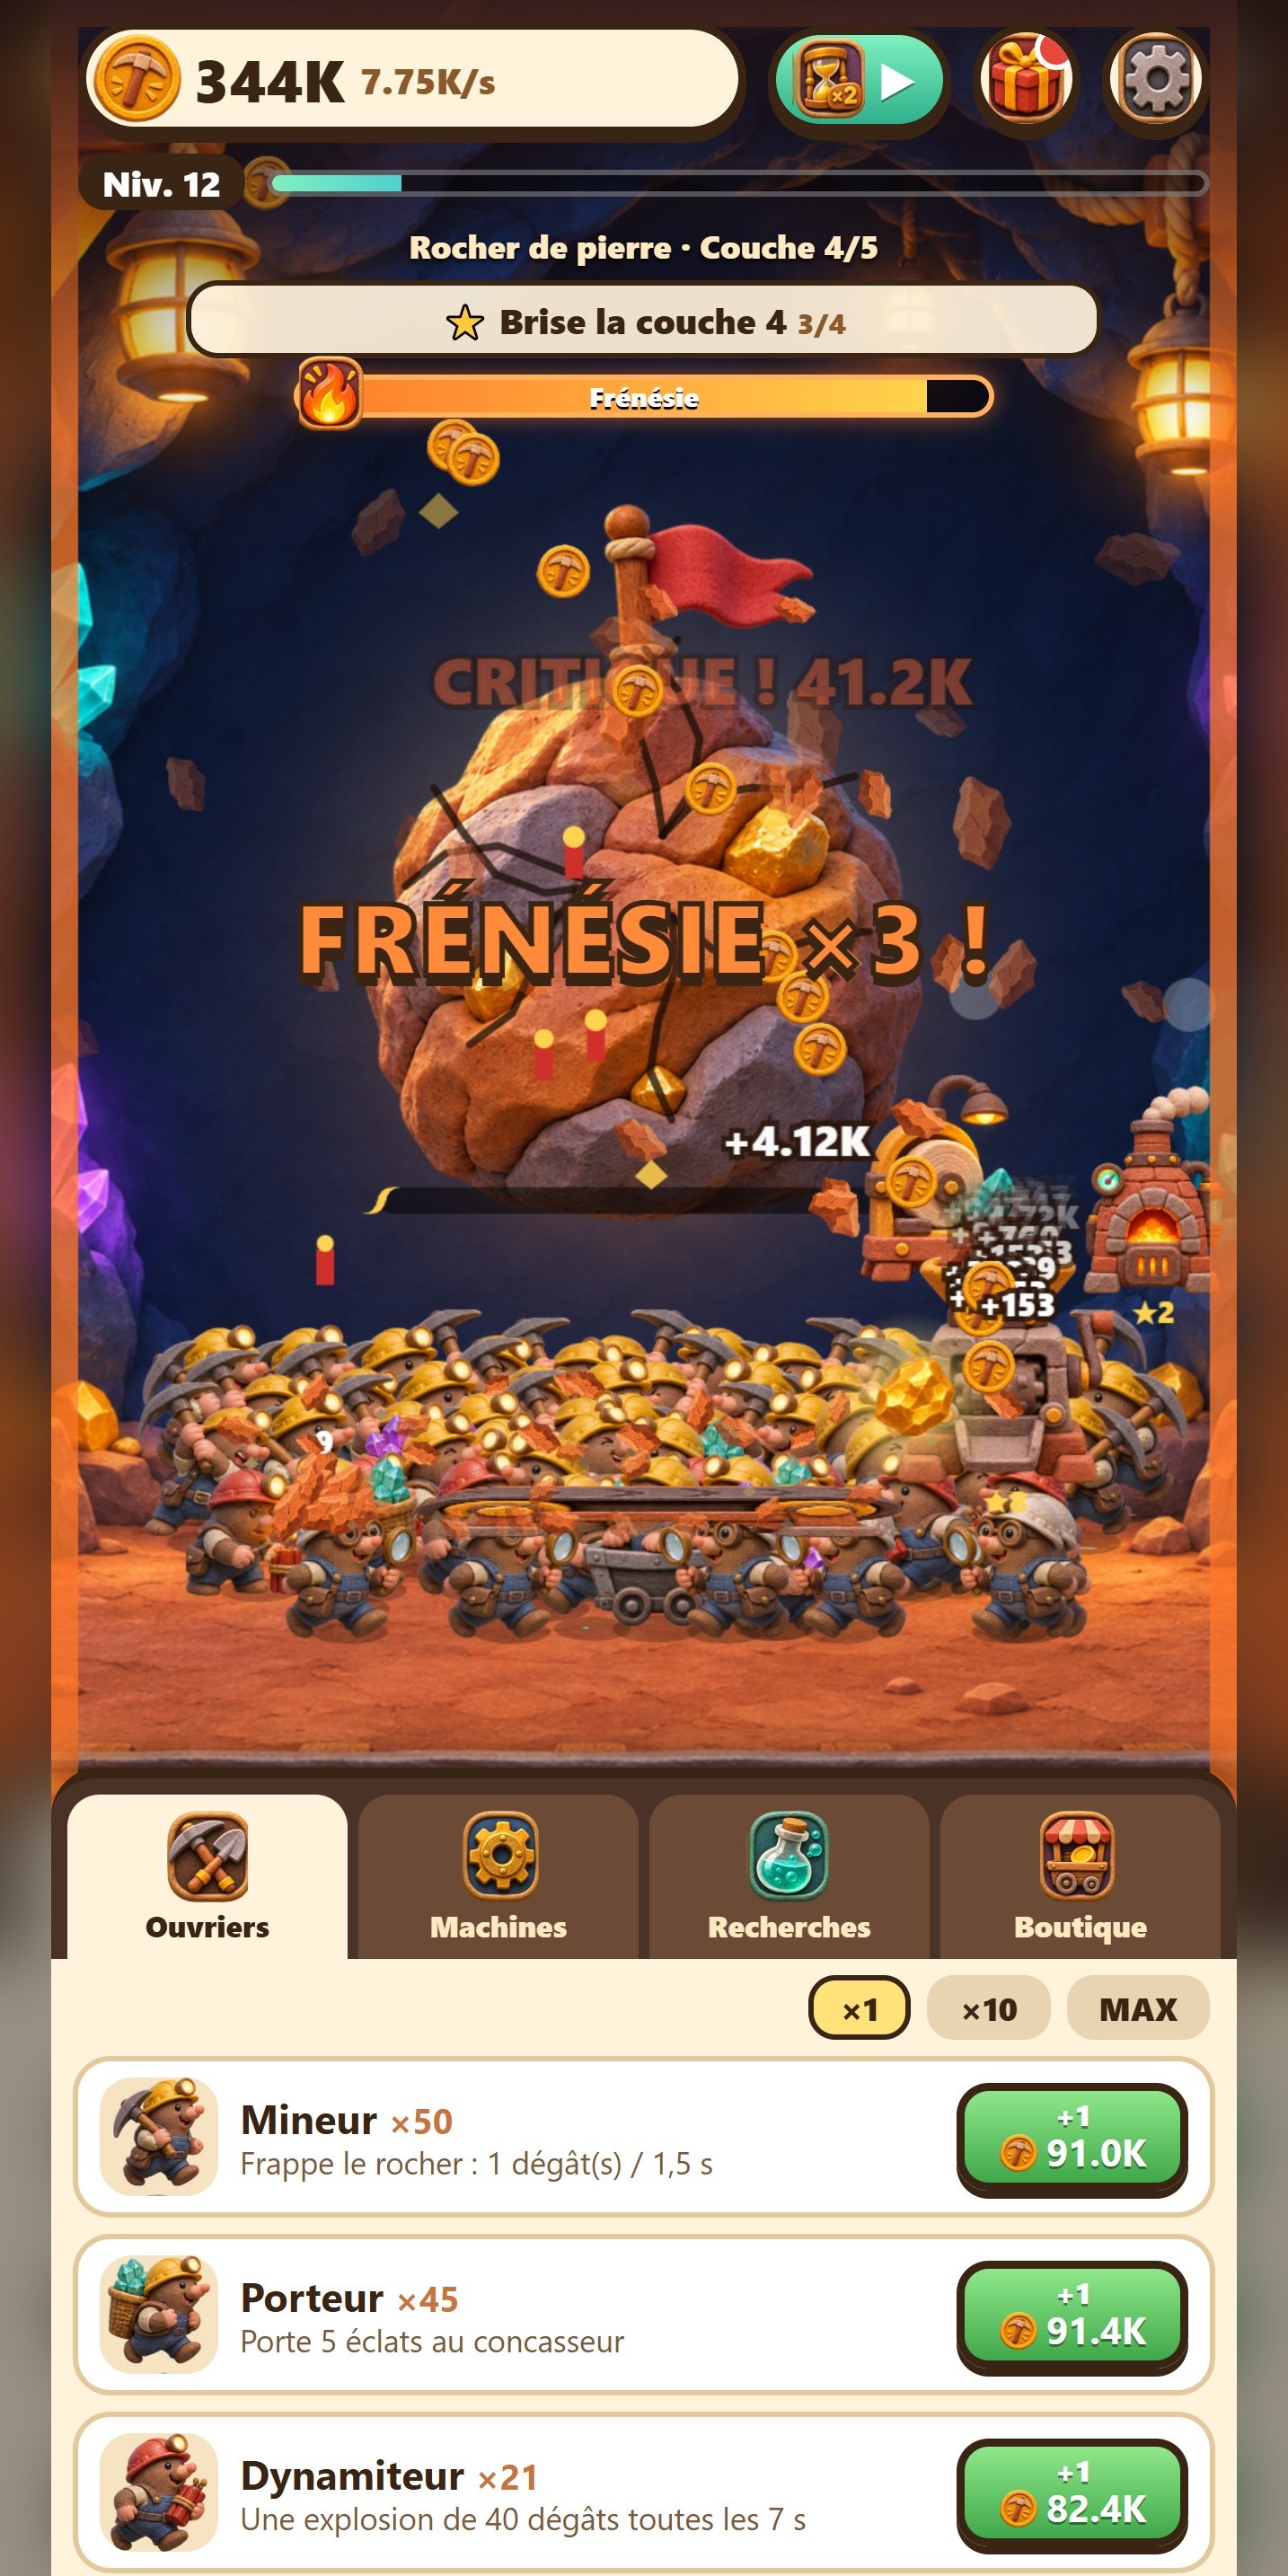 344K 7.75K/s
×2
Niv. 12
Rocher de pierre · Couche 4/5
Brise la couche 4 3/4
Frénésie
CRITIQUE ! 41.2K
FRÉNÉSIE ×3 !
+4.12K
+153
★2
9
★8
Ouvriers
Machines
Recherches
Boutique
×1
×10
MAX
Mineur ×50
Frappe le rocher : 1 dégât(s) / 1,5 s
+1
91.0K
Porteur ×45
Porte 5 éclats au concasseur
+1
91.4K
Dynamiteur ×21
Une explosion de 40 dégâts toutes les 7 s
+1
82.4K